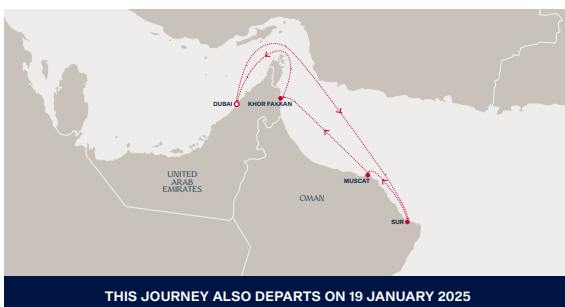 DUBAI
KHOR FAKKAN
UNITED
ARAB
EMIRATES
MUSCAT
OMAN
SUR
THIS JOURNEY ALSO DEPARTS ON 19 JANUARY 2025